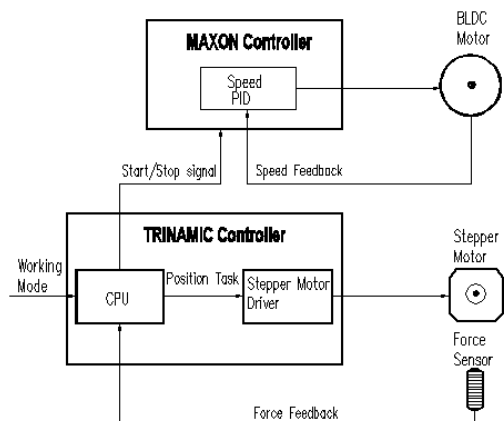 BLDC
Motor
MAXON Controller
Speed
PID
Start/Stop signal
Speed Feedback
TRINAMIC Controller
Stepper
Motor
Working
Mode
CPU
Position Task
Stepper Motor
Driver
Force
Sensor
Force Feedback